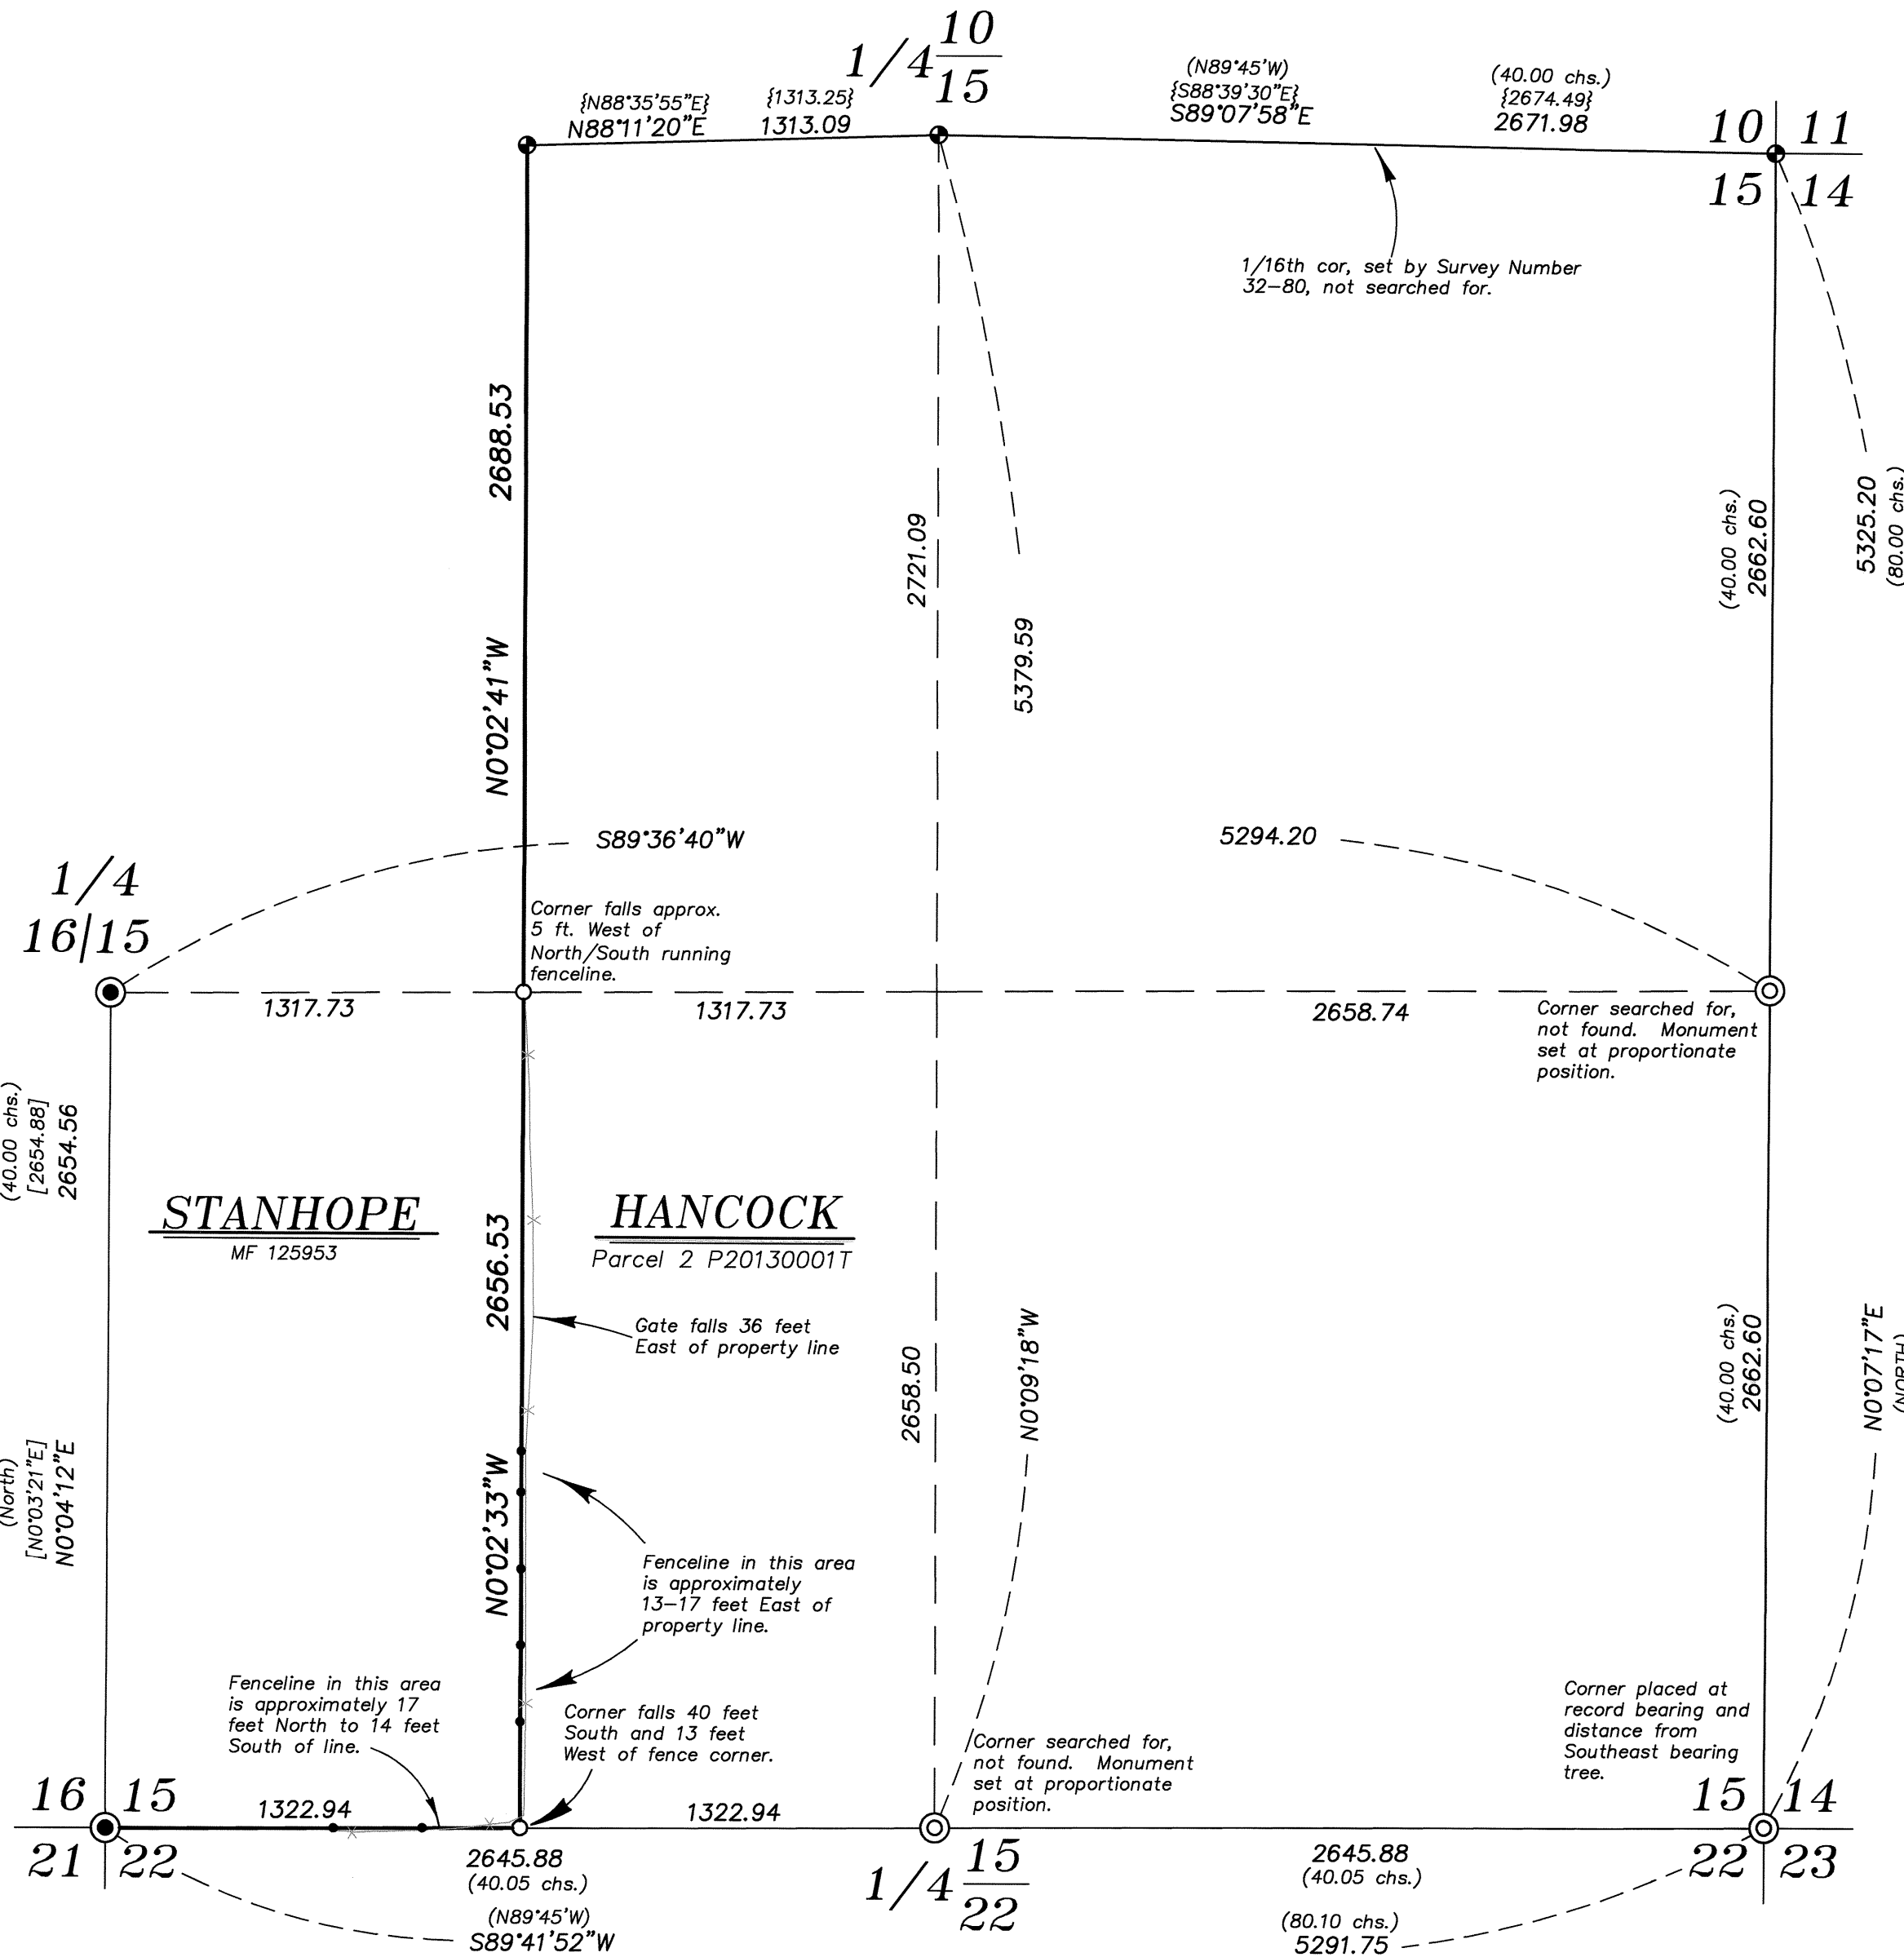 1/4 10
15
{N88°35'55"E}
N88°11'20"E
{1313.25}
1313.09
(N89°45'W)
{S88°39'30"E}
S89°07'58"E
(40.00 chs.)
{2674.49}
2671.98
10 11
15 14
1/16th cor, set by Survey Number
32-80, not searched for.
2688.53
N0°02'41"W
2721.09
5379.59
(40.00 chs.)
2662.60
5325.20
(80.00 chs.)
S89°36'40"W
5294.20
1/4
16|15
Corner falls approx.
5 ft. West of
North/South running
fenceline.
1317.73
1317.73
2658.74
Corner searched for,
not found. Monument
set at proportionate
position.
(40.00 chs.)
[2654.88]
2654.56
STANHOPE
MF 125953
2656.53
HANCOCK
Parcel 2 P20130001T
Gate falls 36 feet
East of property line
2658.50
N0°09'18"W
(40.00 chs.)
2662.60
N0°07'17"E
(NORTH)
(North)
[N0°03'21"E]
N0°04'12"E
N0°02'33"W
Fenceline in this area
is approximately
13-17 feet East of
property line.
Fenceline in this area
is approximately 17
feet North to 14 feet
South of line.
Corner falls 40 feet
South and 13 feet
West of fence corner.
Corner searched for,
not found. Monument
set at proportionate
position.
Corner placed at
record bearing and
distance from
Southeast bearing
tree.
16 15
21 22
1322.94
1322.94
15 14
22 23
2645.88
(40.05 chs.)
(N89°45'W)
S89°41'52"W
1/4 15
22
2645.88
(40.05 chs.)
(80.10 chs.)
5291.75